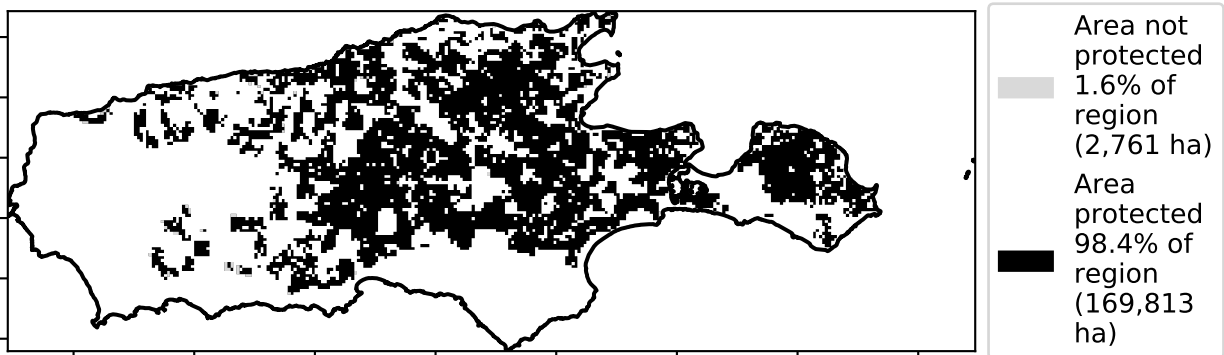 Area not
protected
1.6% of
region
(2,761 ha)
Area
protected
98.4% of
region
(169,813
ha)